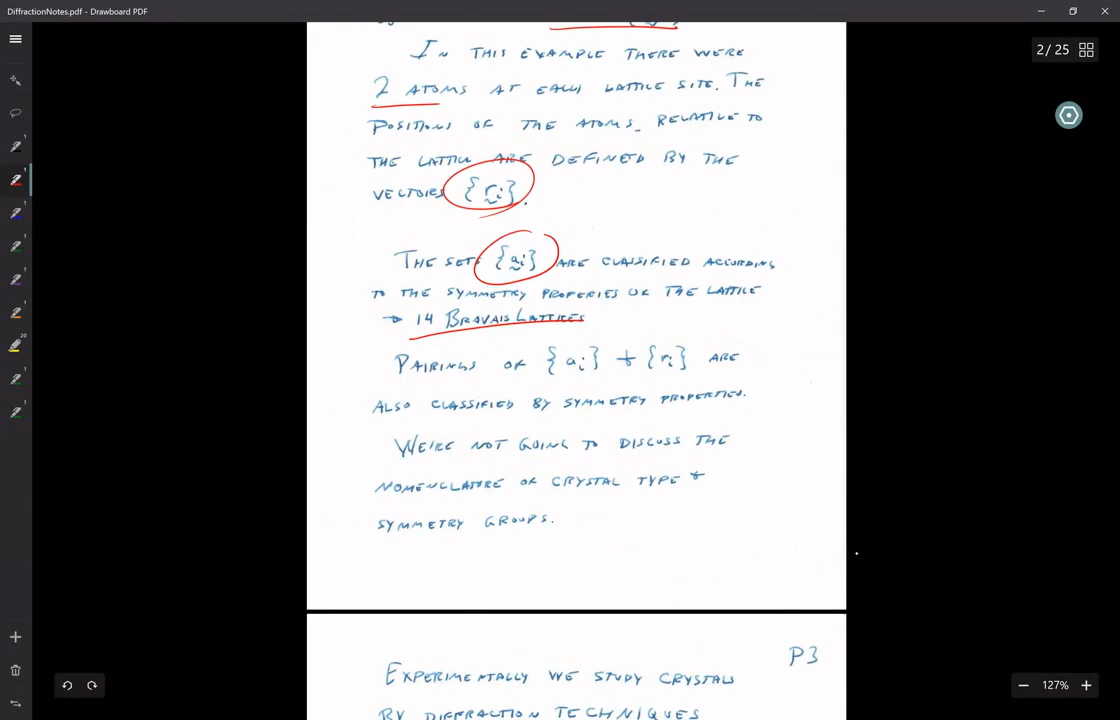 DiffractionNotes.pdf - Drawboard PDF
2 / 25
IN THIS EXAMPLE THERE WERE
2 ATOMS AT EACH LATTICE SITE. THE
POSITIONS OF THE ATOMS RELATIVE TO
THE LATTICE ARE DEFINED BY THE
VECTORS {ri}.
THE SETS {ai} ARE CLASSIFIED ACCORDING
TO THE SYMMETRY PROPERIES OF THE LATTICE
→ 14 BRAVAIS LATTICES
PAIRINGS OF {ai} + {ri} ARE
ALSO CLASSIFIED BY SYMMETRY PROPERTIES.
WE'RE NOT GOING TO DISCUSS THE
NOMENCLATURE OF CRYSTAL TYPE +
SYMMETRY GROUPS.
P3
EXPERIMENTALLY WE STUDY CRYSTALS
BY DIFFRACTION TECHNIQUES
127%